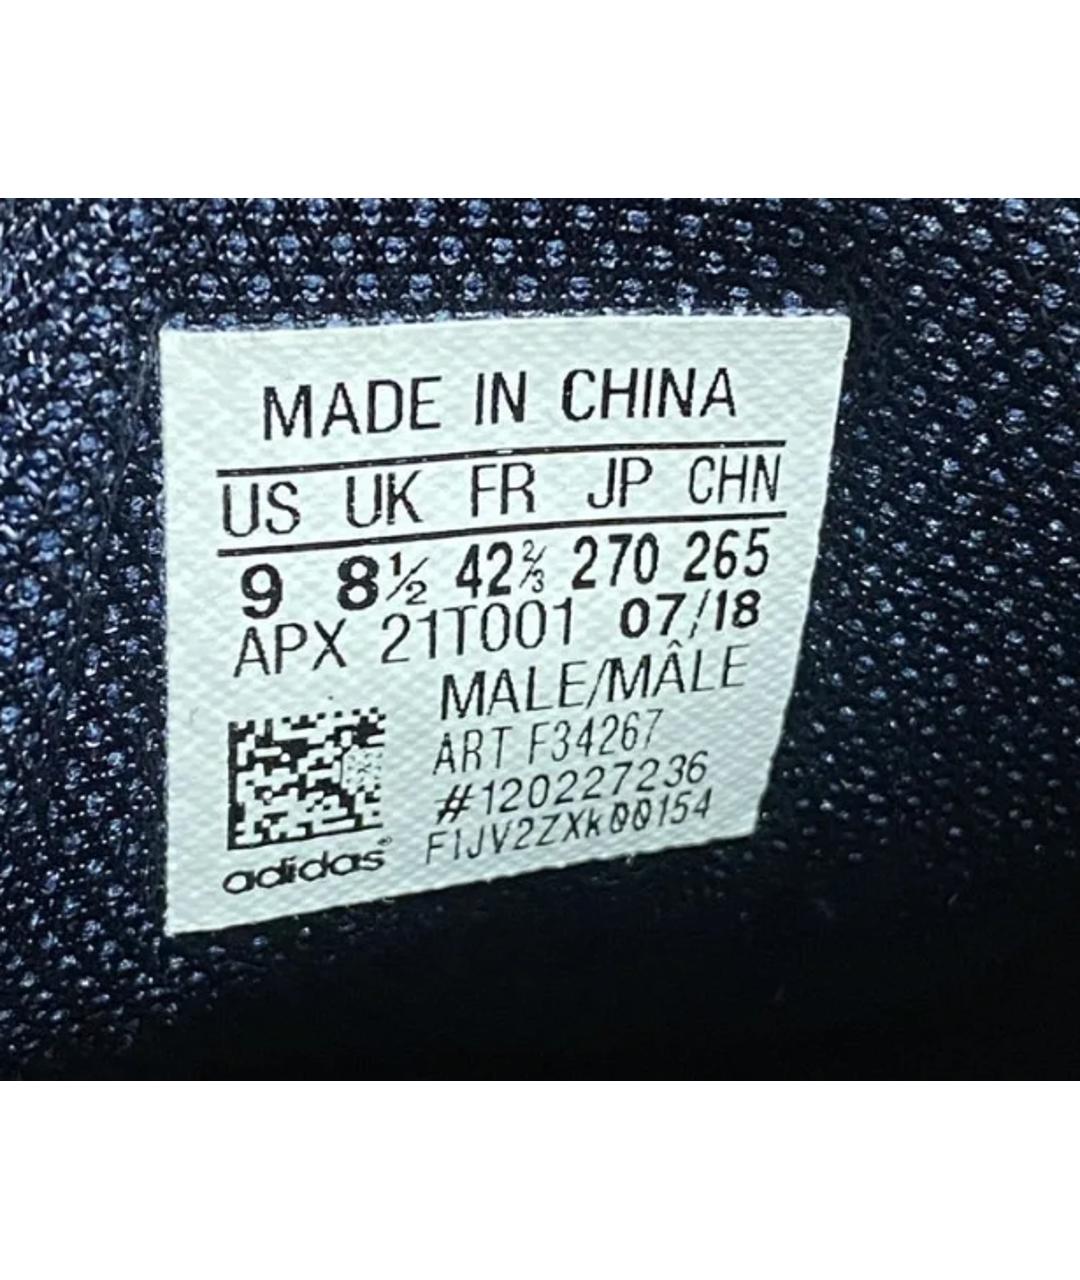 MADE IN CHINA
US UK FR JP CHN
9 8½ 42⅔ 270 265
APX 21T001 07/18
MALE/MÂLE
ART F34267
#120227236
F1JV2ZXK00154
adidas®